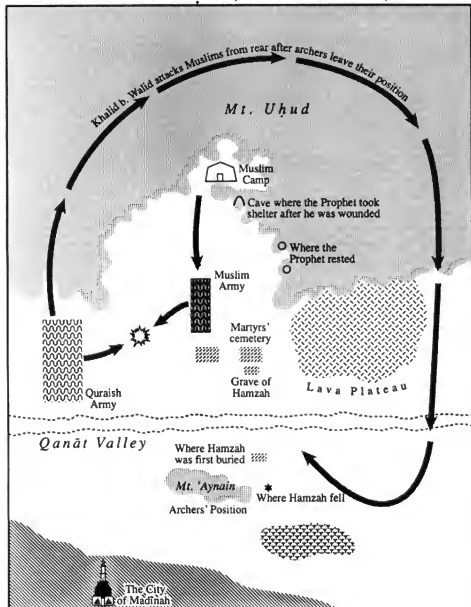 Khalid b. Walid attacks Muslims from rear after archers leave their position
Mt. Uḥud
Muslim
Camp
Cave where the Prophet took
shelter after he was wounded
Where the
Prophet rested
Muslim
Army
Martyrs'
cemetery
Grave of
Hamzah
Quraish
Army
Lava Plateau
Qanāt Valley
Where Hamzah
was first buried
Mt. 'Aynain
Archers' Position
Where Hamzah fell
The City
of Madīnah